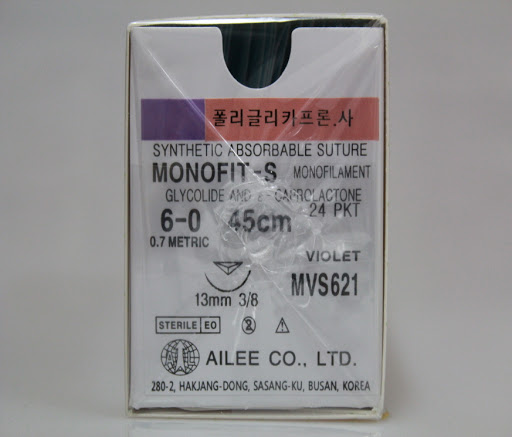 폴리글리카프론.사
SYNTHETIC ABSORBABLE SUTURE
MONOFIT-S MONOFILAMENT
GLYCOLIDE AND ε - CAPROLACTONE
6-0 45cm 24 PKT
0.7 METRIC
VIOLET
13mm 3/8 MVS621
STERILE EO 2
AILEE CO., LTD.
280-2, HAKJANG-DONG, SASANG-KU, BUSAN, KOREA